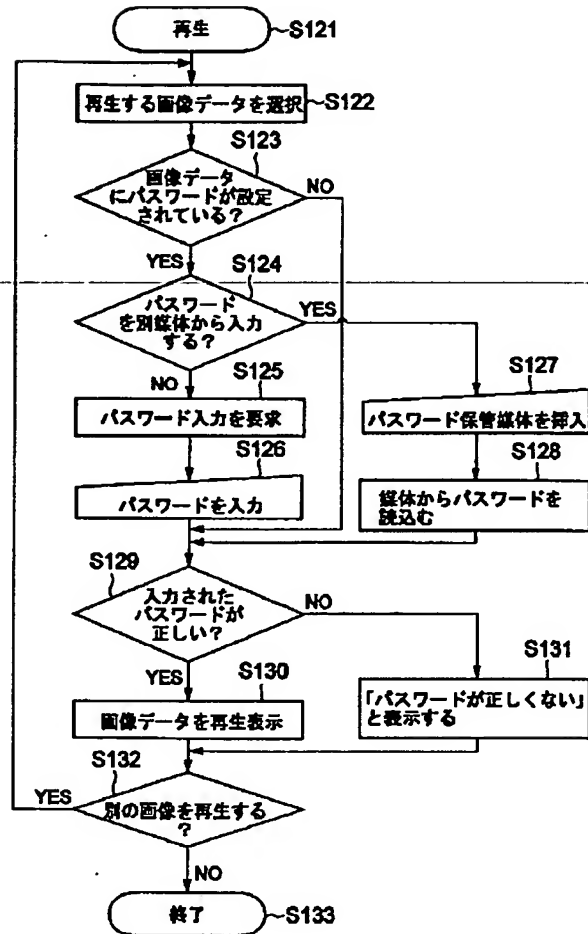 再生
S121
再生する画像データを選択
S122
S123
画像データ
にパスワードが設定
されている?
NO
YES
S124
パスワード
を別媒体から入力
する?
YES
NO
S125
パスワード入力を要求
S127
パスワード保管媒体を挿入
S126
パスワードを入力
S128
媒体からパスワードを
読込む
S129
入力された
パスワードが
正しい?
NO
YES
S130
画像データを再生表示
S131
「パスワードが正しくない」
と表示する
S132
別の画像を再生する
?
YES
NO
終了
S133